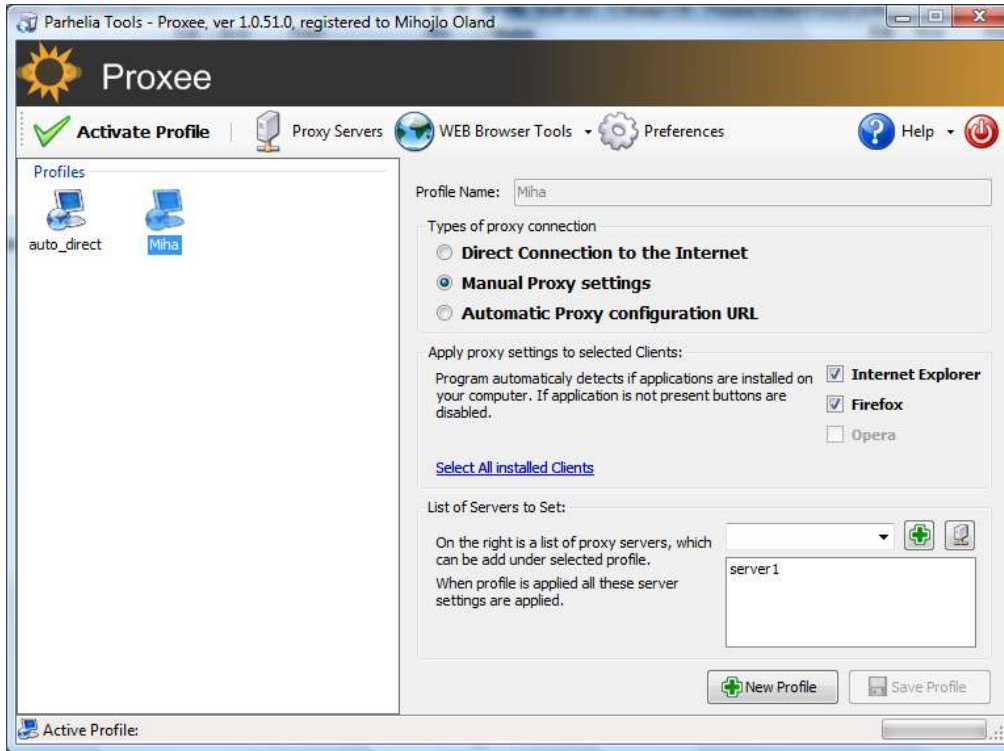 Parhelia Tools - Proxee, ver 1.0.51.0, registered to Mihojlo Oland
Proxee
Activate Profile
Proxy Servers
WEB Browser Tools
Preferences
Help
Profiles
auto_direct
Miha
Profile Name:
Miha
Types of proxy connection
Direct Connection to the Internet
Manual Proxy settings
Automatic Proxy configuration URL
Apply proxy settings to selected Clients:
Program automaticaly detects if applications are installed on
your computer. If application is not present buttons are
disabled.
Internet Explorer
Firefox
Opera
Select All installed Clients
List of Servers to Set:
On the right is a list of proxy servers, which
can be add under selected profile.
When profile is applied all these server
settings are applied.
server1
New Profile
Save Profile
Active Profile: